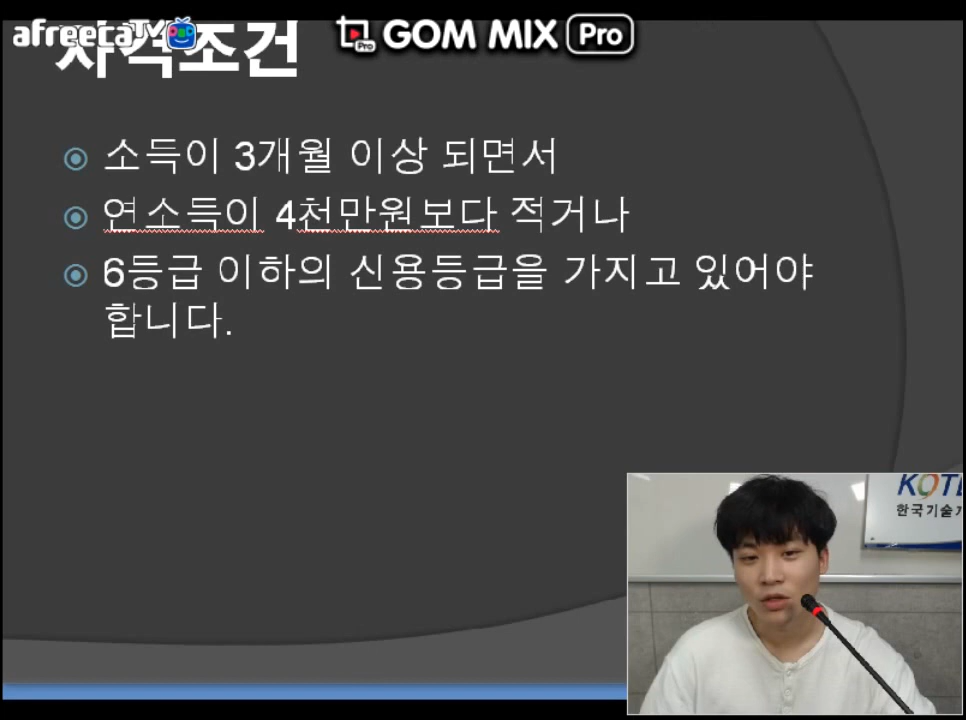 afreecaTV
GOM MIX Pro
Pro
자격조건
소득이 3개월 이상 되면서
연소득이 4천만원보다 적거나
6등급 이하의 신용등급을 가지고 있어야
합니다.
한국기술